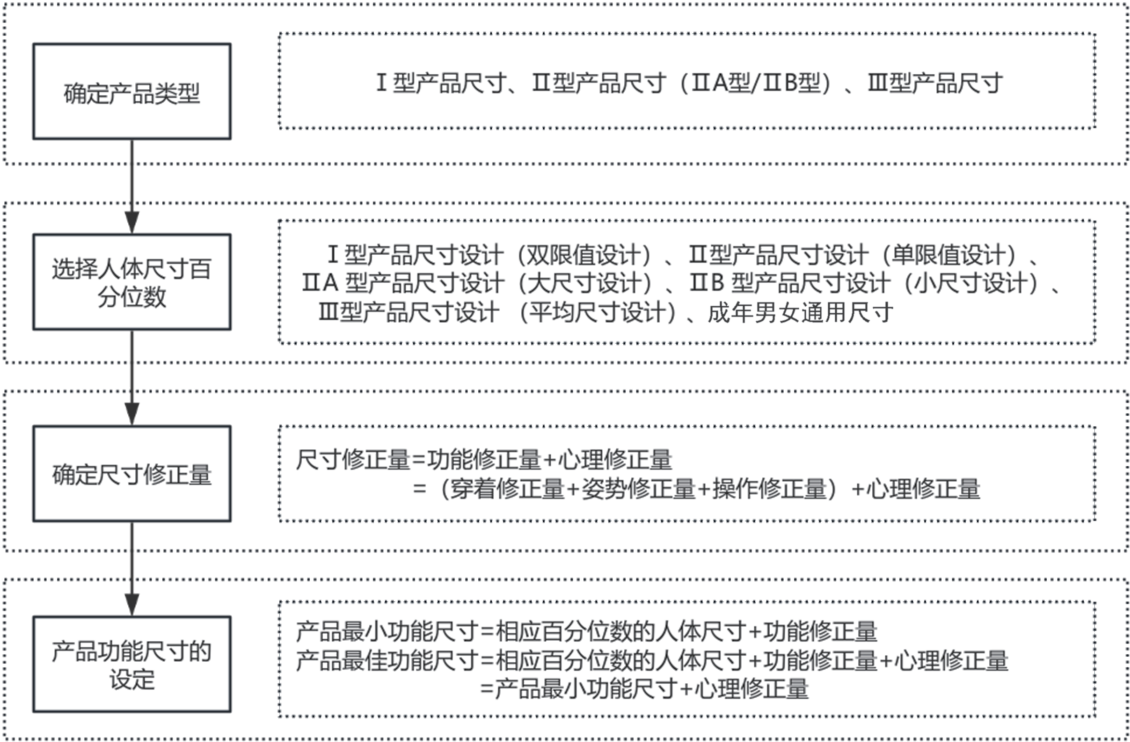 确定产品类型
Ⅰ型产品尺寸、Ⅱ型产品尺寸（ⅡA型/ⅡB型）、Ⅲ型产品尺寸
选择人体尺寸百
分位数
Ⅰ型产品尺寸设计（双限值设计）、Ⅱ型产品尺寸设计（单限值设计）、
ⅡA 型产品尺寸设计（大尺寸设计）、ⅡB 型产品尺寸设计（小尺寸设计）、
Ⅲ型产品尺寸设计 （平均尺寸设计）、成年男女通用尺寸
确定尺寸修正量
尺寸修正量=功能修正量+心理修正量
=（穿着修正量+姿势修正量+操作修正量）+心理修正量
产品功能尺寸的
设定
产品最小功能尺寸=相应百分位数的人体尺寸+功能修正量
产品最佳功能尺寸=相应百分位数的人体尺寸+功能修正量+心理修正量
=产品最小功能尺寸+心理修正量